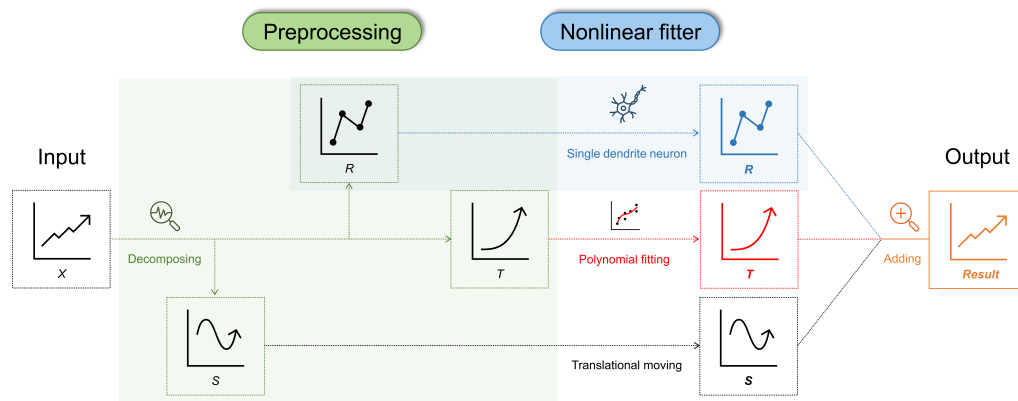 Preprocessing
Nonlinear fitter
Input
Output
R
Single dendrite neuron
R
X
Decomposing
T
Polynomial fitting
T
Adding
Result
S
Translational moving
S